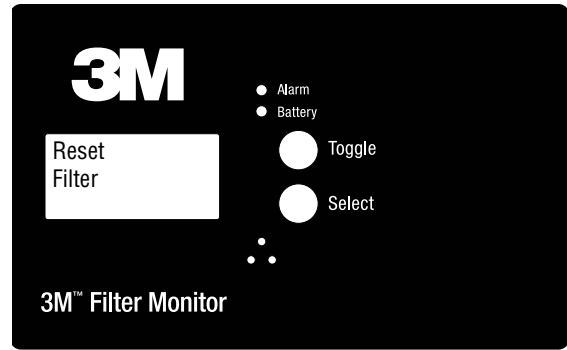 3M
Alarm
Battery
Reset
Filter
Toggle
Select
3M™ Filter Monitor